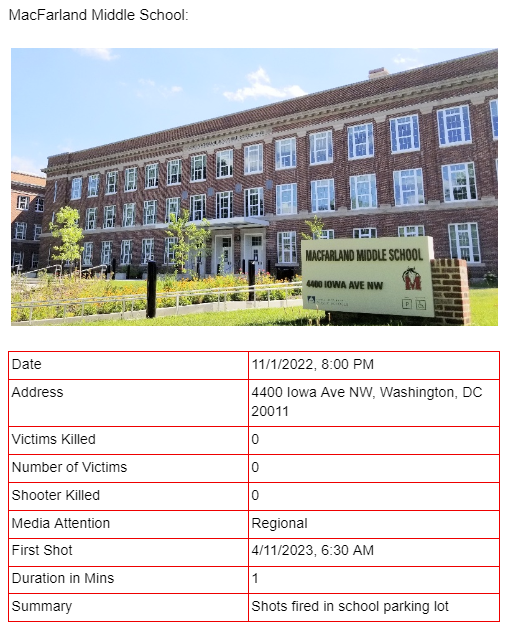 MacFarland Middle School:
MACFARLAND MIDDLE SCHOOL
4400 IOWA AVE NW
M
P
Date 11/1/2022, 8:00 PM
Address 4400 Iowa Ave NW, Washington, DC
20011
Victims Killed 0
Number of Victims 0
Shooter Killed 0
Media Attention Regional
First Shot 4/11/2023, 6:30 AM
Duration in Mins 1
Summary Shots fired in school parking lot